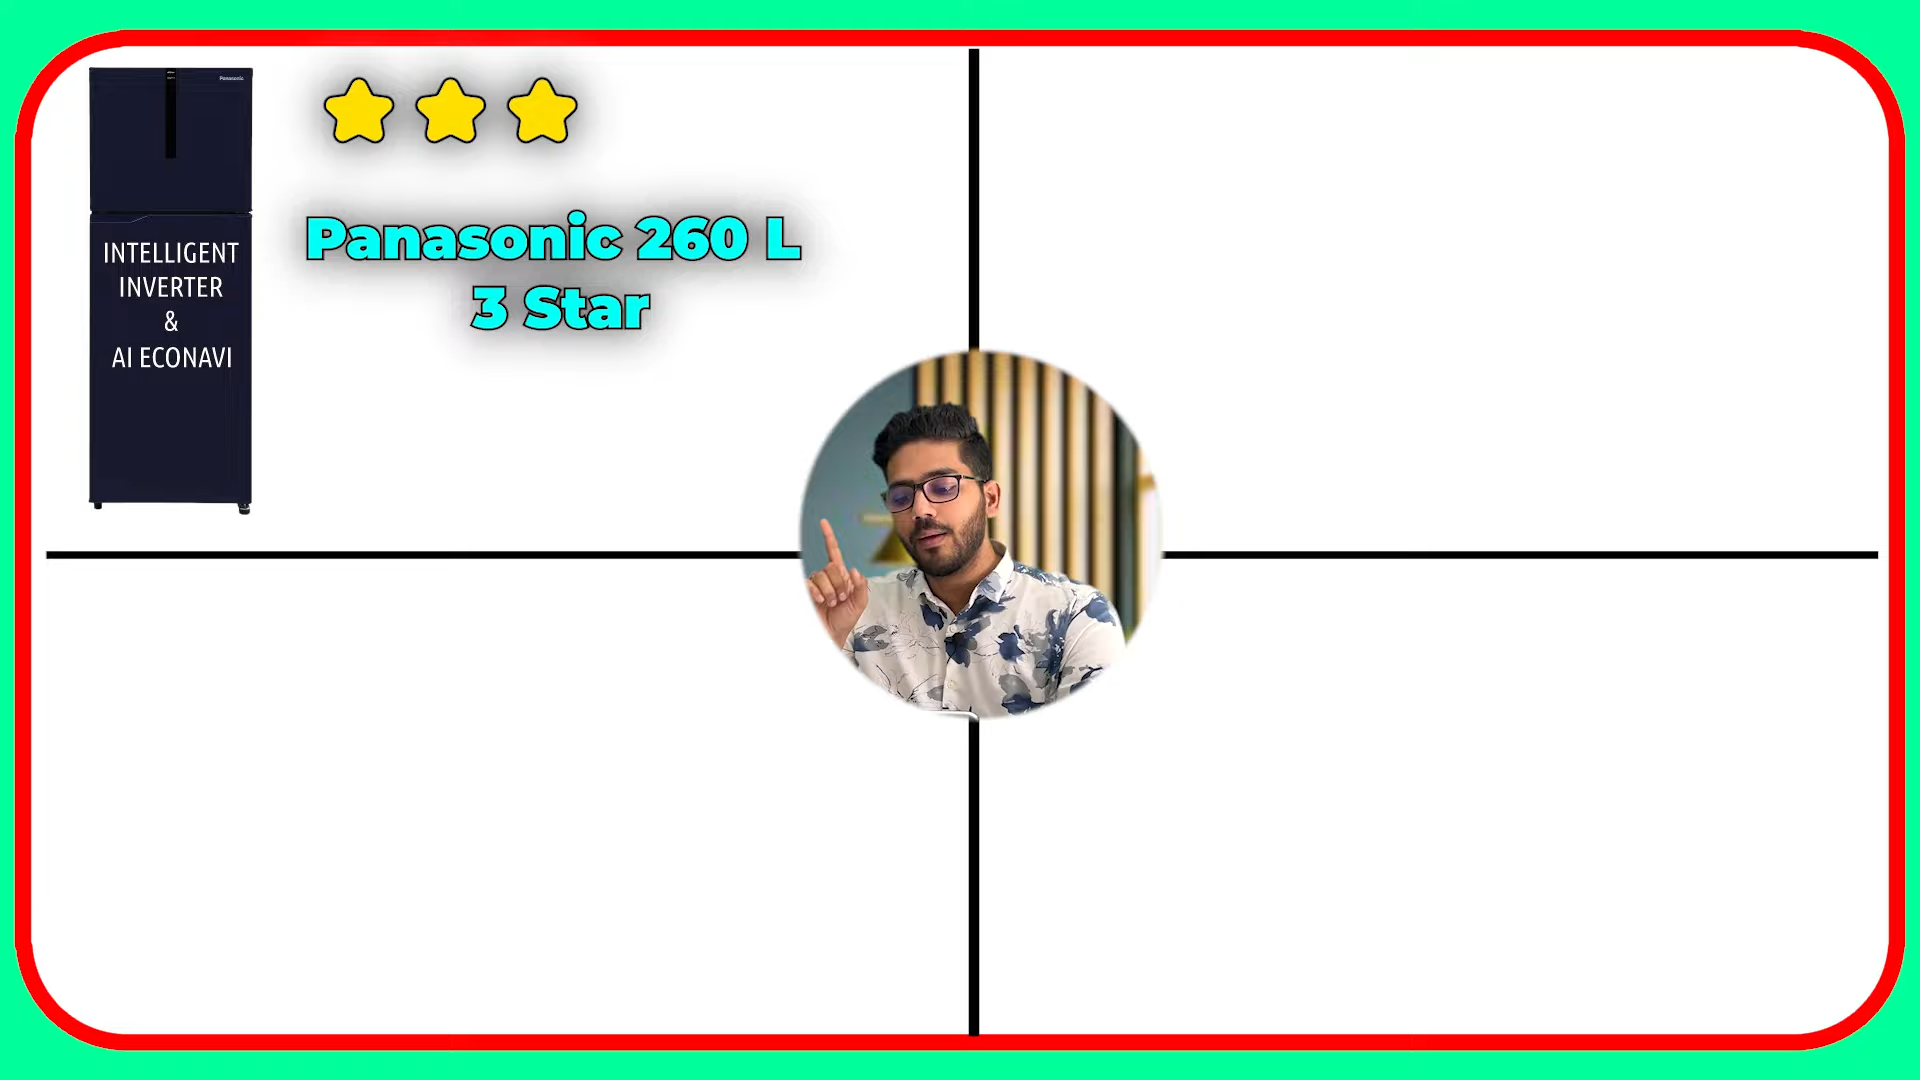 Panasonic
INTELLIGENT
INVERTER
&
AI ECONAVI
Panasonic 260 L
3 Star